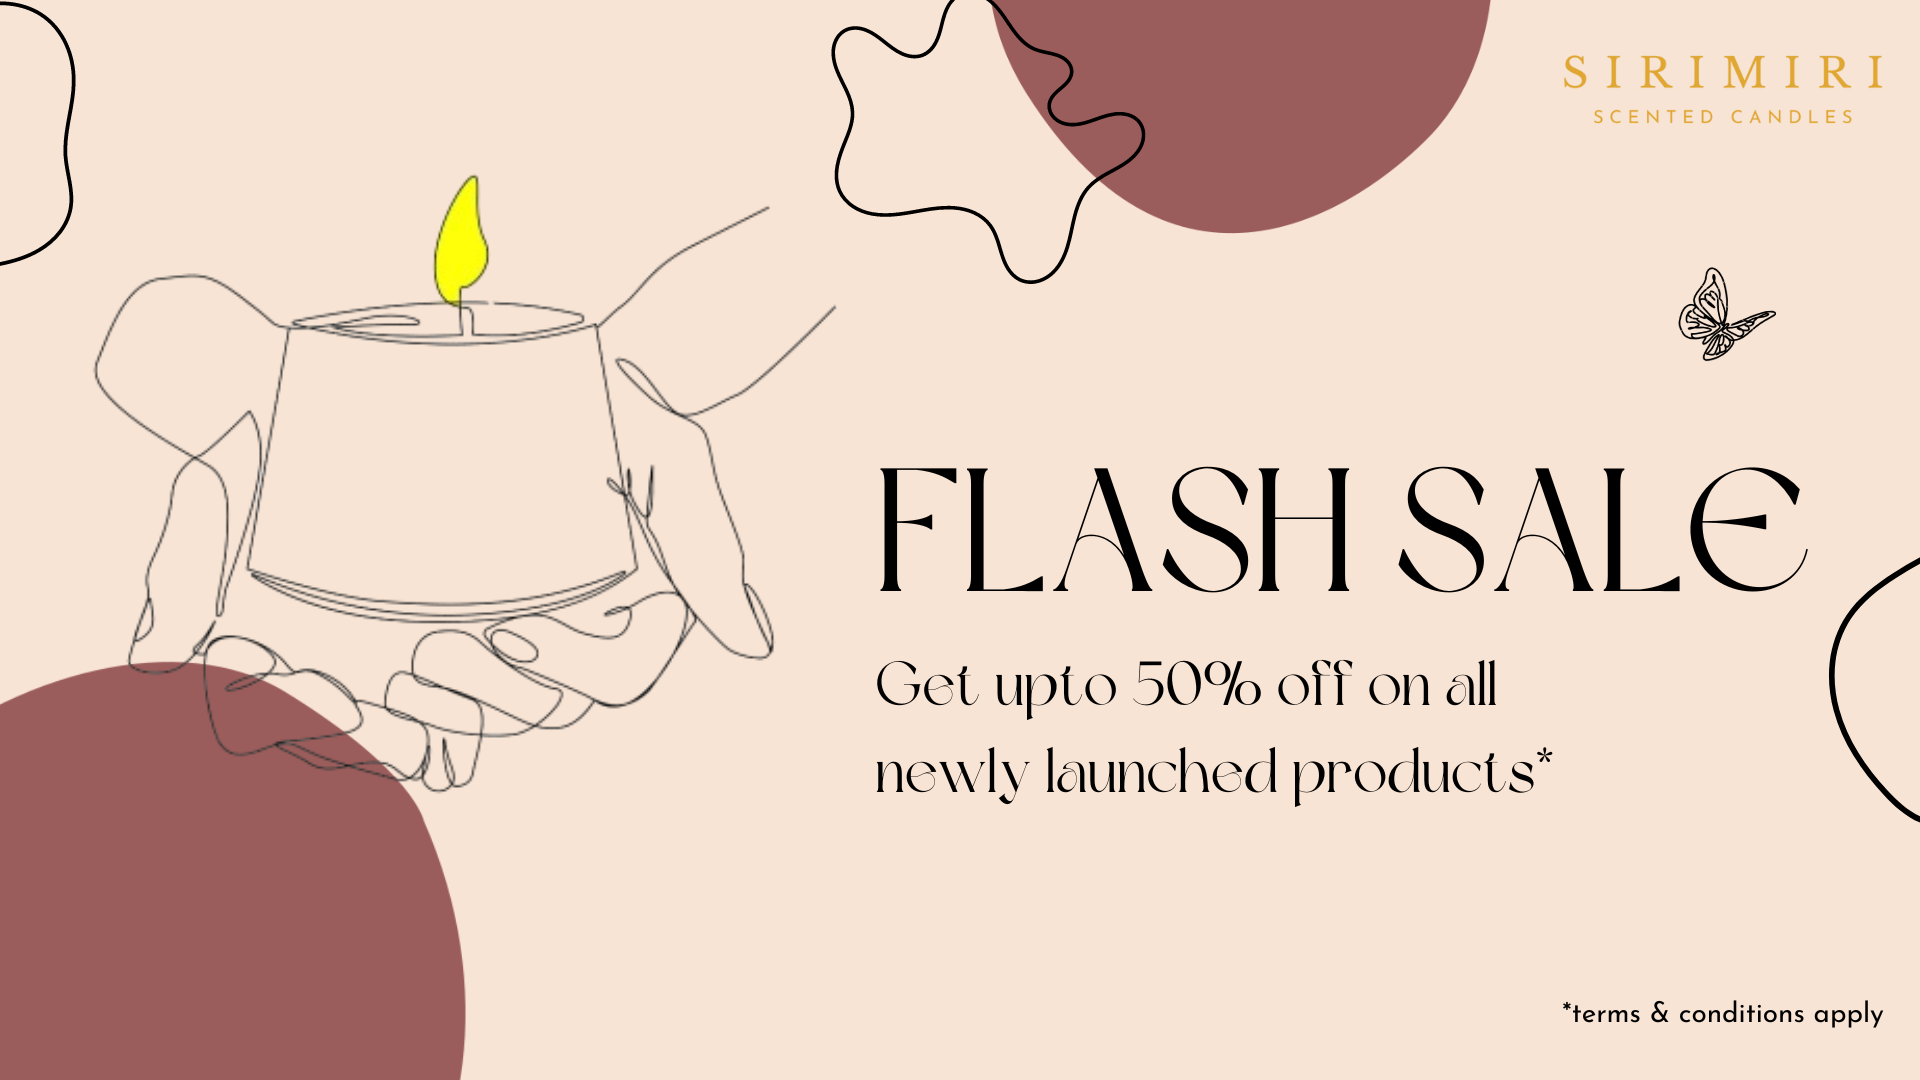 SIRIMIRI
SCENTED CANDLES
FLASH SALE
Get upto 50% off on all
newly launched products*
*terms & conditions apply